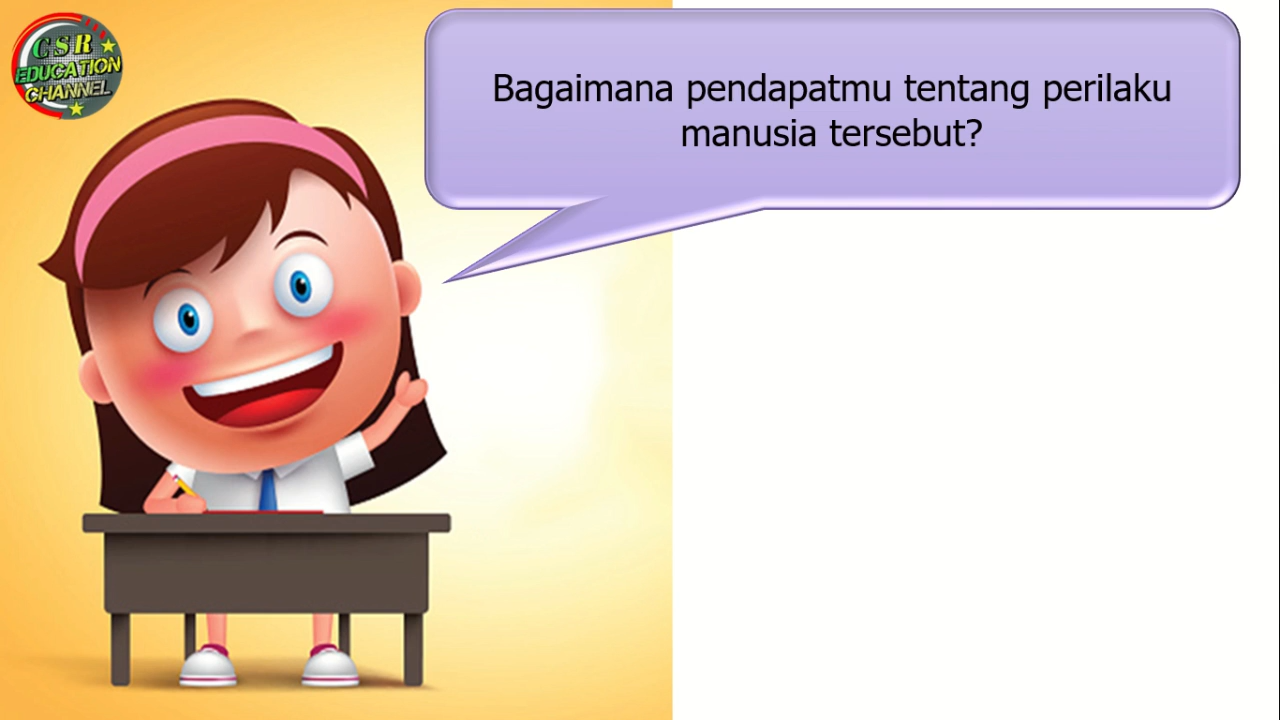 CSR
EDUCATION
CHANNEL
Bagaimana pendapatmu tentang perilaku
manusia tersebut?